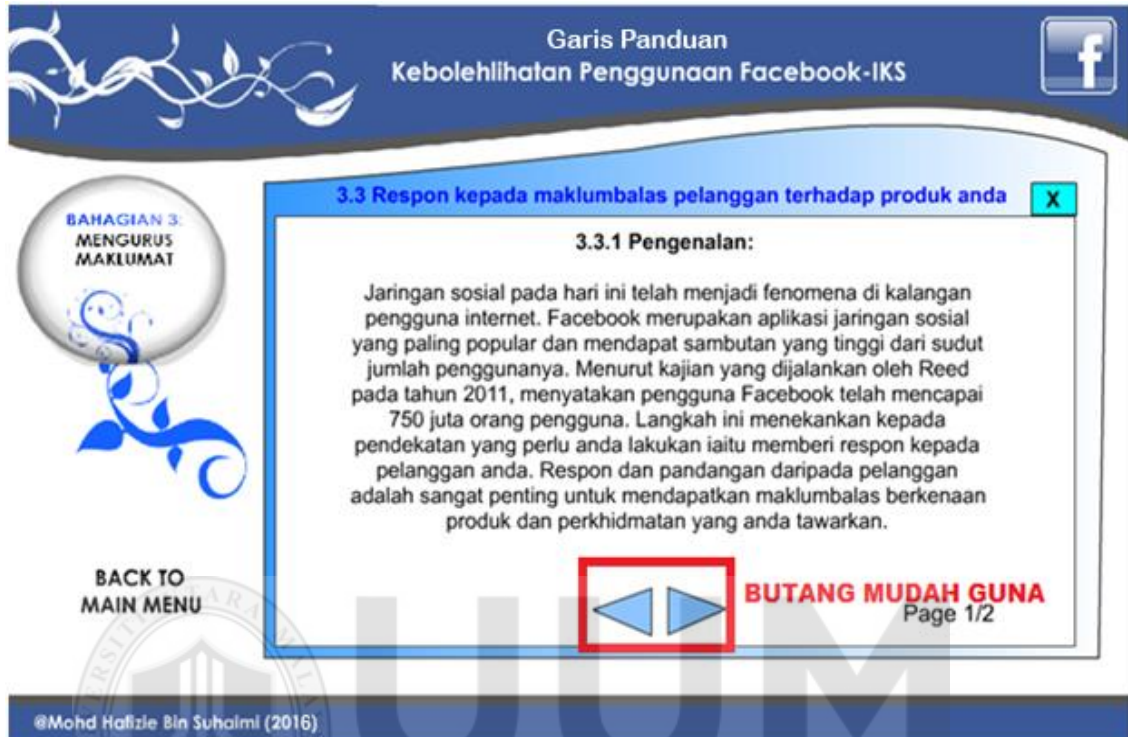 Garis Panduan
Kebolehlihatan Penggunaan Facebook-IKS
f
BAHAGIAN 3:
MENGURUS
MAKLUMAT
3.3 Respon kepada maklumbalas pelanggan terhadap produk anda
X
3.3.1 Pengenalan:
Jaringan sosial pada hari ini telah menjadi fenomena di kalangan
pengguna internet. Facebook merupakan aplikasi jaringan sosial
yang paling popular dan mendapat sambutan yang tinggi dari sudut
jumlah penggunanya. Menurut kajian yang dijalankan oleh Reed
pada tahun 2011, menyatakan pengguna Facebook telah mencapai
750 juta orang pengguna. Langkah ini menekankan kepada
pendekatan yang perlu anda lakukan iaitu memberi respon kepada
pelanggan anda. Respon dan pandangan daripada pelanggan
adalah sangat penting untuk mendapatkan maklumbalas berkenaan
produk dan perkhidmatan yang anda tawarkan.
BUTANG MUDAH GUNA
Page 1/2
BACK TO
MAIN MENU
UUM
@Mohd Hafizie Bin Suhaimi (2016)